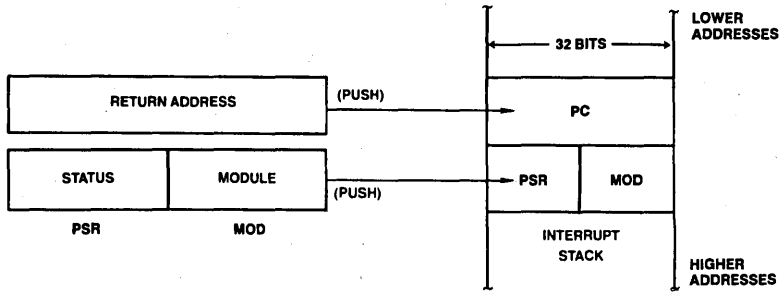 LOWER
ADDRESSES
32 BITS
RETURN ADDRESS
(PUSH)
PC
STATUS
MODULE
(PUSH)
PSR
MOD
PSR
MOD
INTERRUPT
STACK
HIGHER
ADDRESSES